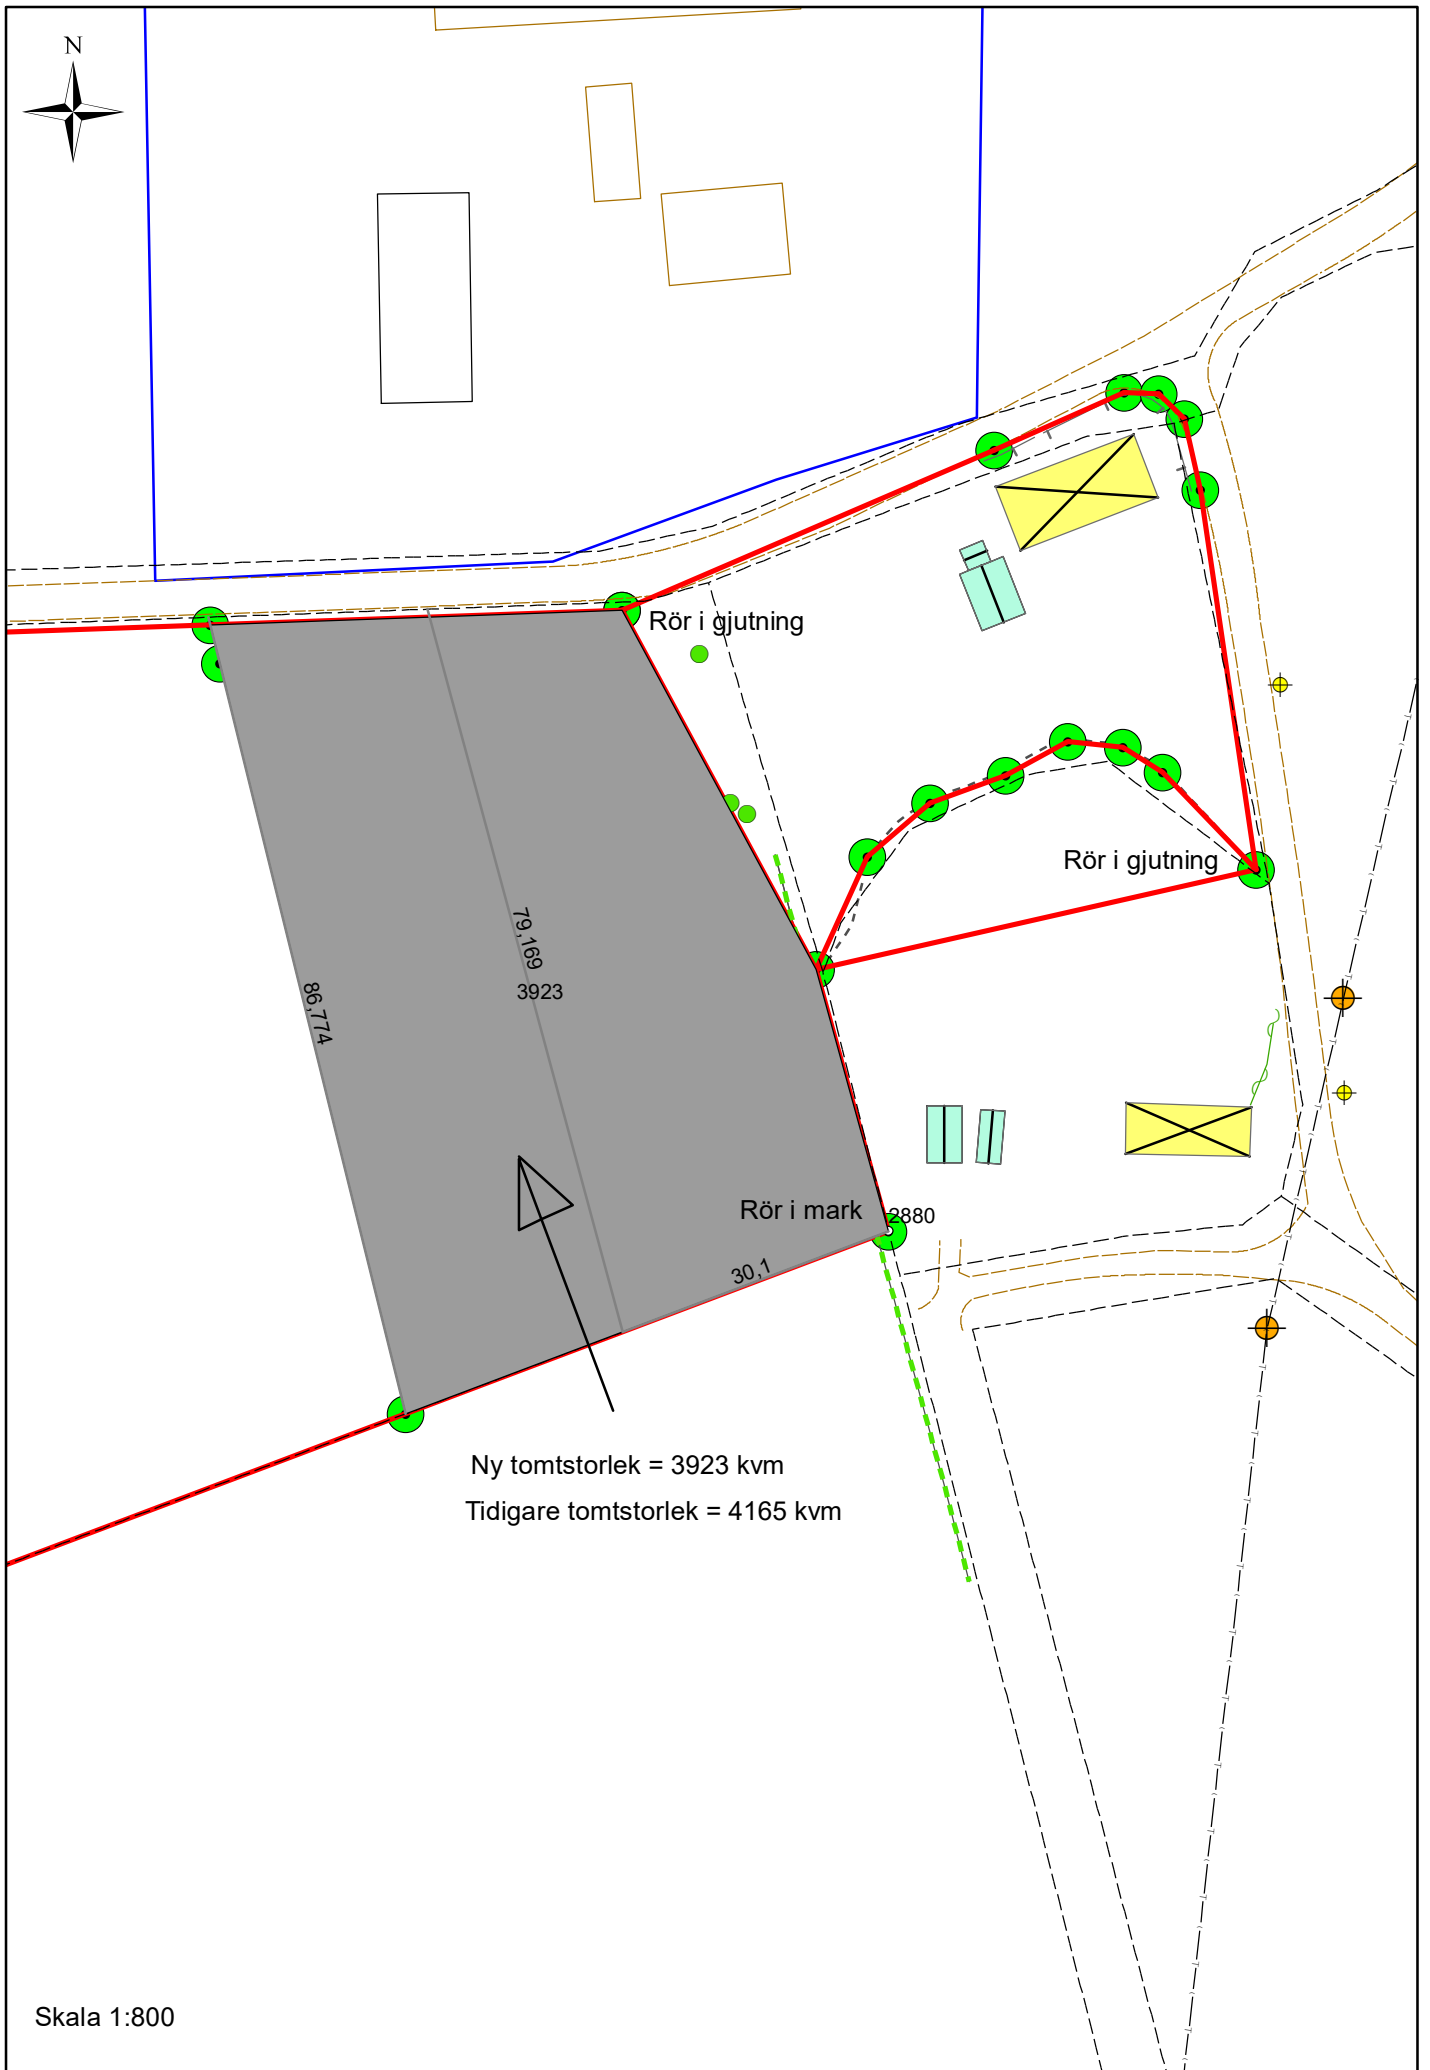 N
Rör i gjutning
Rör i gjutning
79,169
3923
86,774
Rör i mark
2880
30,1
Ny tomtstorlek = 3923 kvm
Tidigare tomtstorlek = 4165 kvm
Skala 1:800